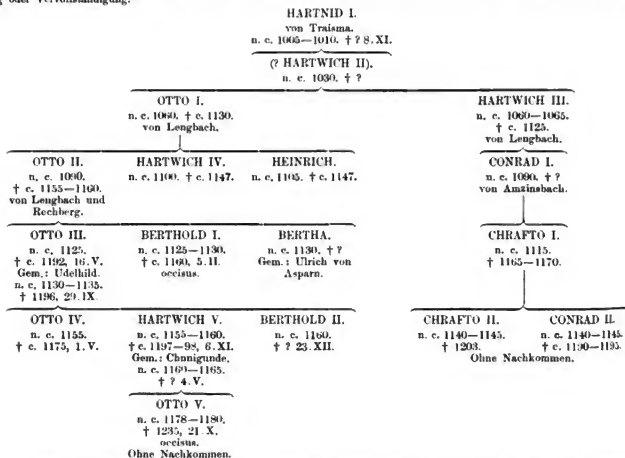 oder Vervollständigung.
HARTNID I.
von Traisma.
n. c. 1005—1010. † ? 8. XI.
(? HARTWICH II).
n. c. 1030. † ?
OTTO I.
n. c. 1060. † c. 1130.
von Lengbach.
HARTWICH III.
n. c. 1060—1065.
† c. 1125.
von Lengbach.
OTTO II.
n. c. 1090.
† c. 1155—1160.
von Lengbach und
Rechberg.
HARTWICH IV.
n. c. 1100. † c. 1147.
HEINRICH.
n. c. 1105. † c. 1147.
CONRAD I.
n. c. 1090. † ?
von Amzinsbach.
OTTO III.
n. c. 1125.
† c. 1192, 16. V.
Gem.: Udelhild.
n. c. 1130—1135.
† 1196, 29. IX.
BERTHOLD I.
n. c. 1125—1130.
† c. 1160, 5. II.
occisus.
BERTHA.
n. c. 1130, † ?
Gem.: Ulrich von
Asparn.
CHRAFTO I.
n. c. 1115.
† 1165—1170.
OTTO IV.
n. c. 1155.
† c. 1175, 1. V.
HARTWICH V.
n. c. 1155—1160.
† c. 1197—98, 6. XI.
Gem.: Chunigunde,
n. c. 1160—1165.
† ? 4. V.
BERTHOLD II.
n. c. 1160.
† ? 23. XII.
CHRAFTO II.
n. c. 1140—1145.
† 1203.
CONRAD II.
n. c. 1140—1145.
† c. 1190—1195.
Ohne Nachkommen.
OTTO V.
n. c. 1178—1180,
† 1235, 21. X.
occisus.
Ohne Nachkommen.